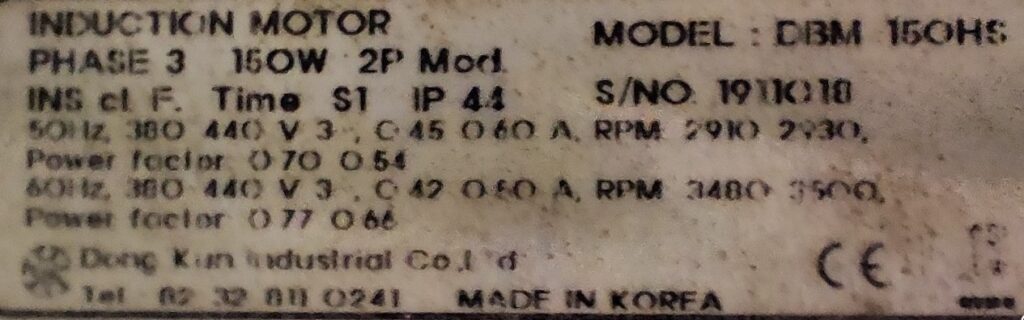 INDUCTION MOTOR
MODEL : DBM 150HS
PHASE 3 150W 2P Mod.
INS cl. F. Time S1 IP 44
S/NO. 1911018
50Hz, 380 440 V 3~, 0.45 0.60 A, RPM 2910 2930,
Power factor 0.70 0.54
60Hz, 380 440 V 3~, 0.42 A, RPM 3480 3500,
Power factor 0.77 0.66
Dong Kun Industrial Co.,Ltd
Tel 82 32 811 0241 MADE IN KOREA
CE